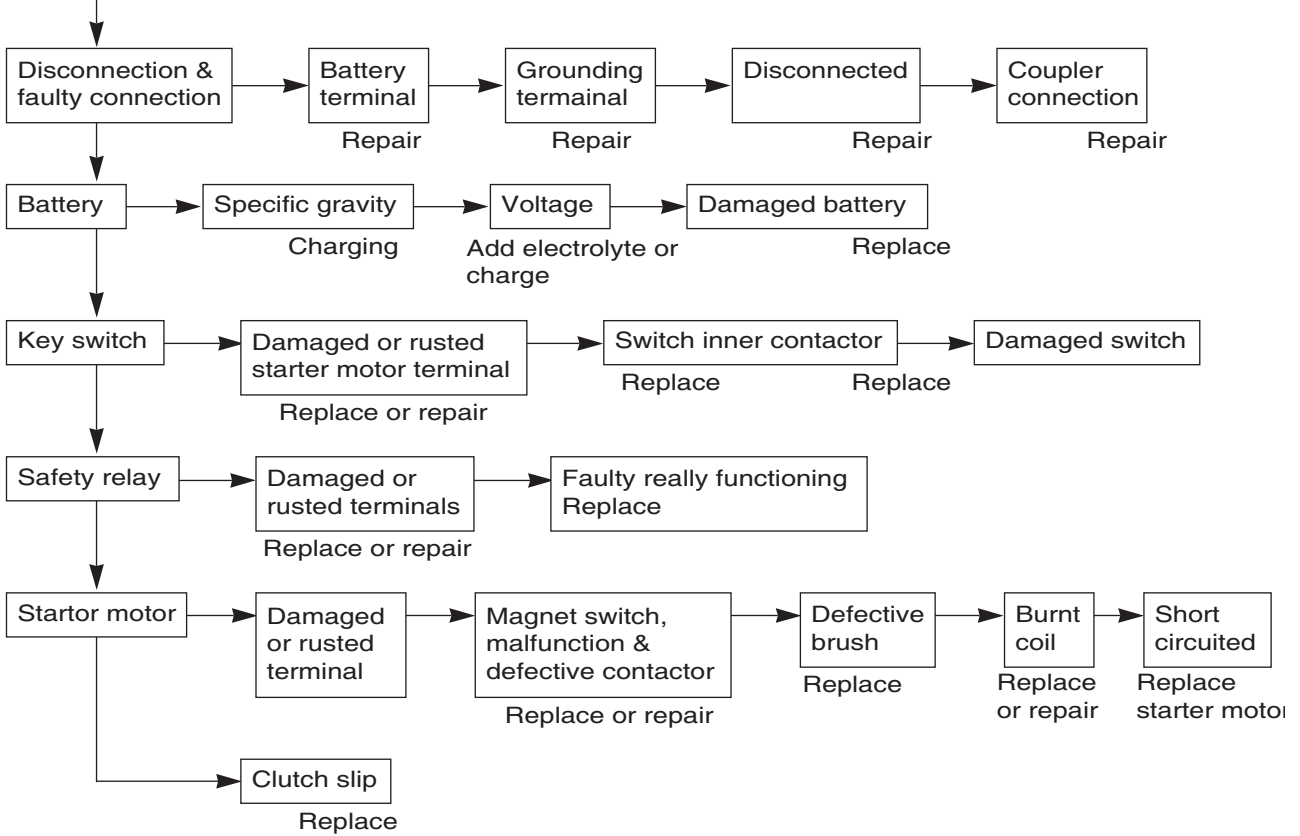 Disconnection &
faulty connection
Battery
terminal
Repair
Grounding
termainal
Repair
Disconnected
Repair
Coupler
connection
Repair
Battery
Specific gravity
Charging
Voltage
Add electrolyte or
charge
Damaged battery
Replace
Key switch
Damaged or rusted
starter motor terminal
Replace or repair
Switch inner contactor
Replace
Replace
Damaged switch
Safety relay
Damaged or
rusted terminals
Replace or repair
Faulty really functioning
Replace
Startor motor
Damaged
or rusted
terminal
Magnet switch,
malfunction &
defective contactor
Replace or repair
Defective
brush
Replace
Burnt
coil
Replace
or repair
Short
circuited
Replace
starter motor
Clutch slip
Replace